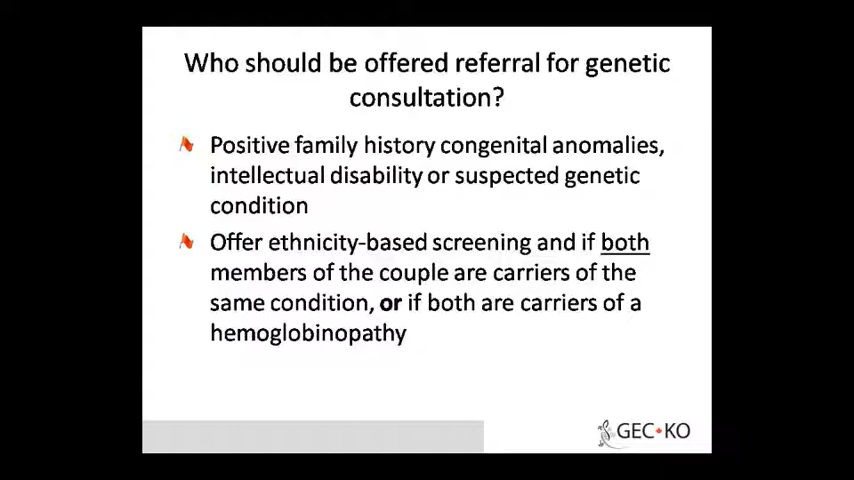 Who should be offered referral for genetic
consultation?
Positive family history congenital anomalies,
intellectual disability or suspected genetic
condition
Offer ethnicity-based screening and if both
members of the couple are carriers of the
same condition, or if both are carriers of a
hemoglobinopathy
GEC KO